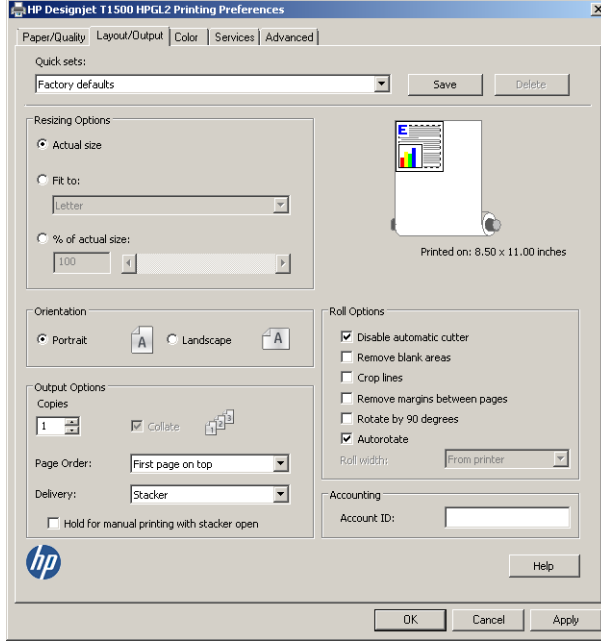 HP Designjet T1500 HPGL2 Printing Preferences
Paper/Quality Layout/Output Color Services Advanced
Quick sets:
Factory defaults Save Delete
Resizing Options
Actual size
E
Fit to:
Letter
% of actual size:
100
Printed on: 8.50 x 11.00 inches
Orientation
Portrait A Landscape A
Roll Options
Disable automatic cutter
Remove blank areas
Crop lines
Remove margins between pages
Rotate by 90 degrees
Autorotate
Roll width: From printer
Output Options
Copies
1 Collate 1 2 3
Page Order: First page on top
Delivery: Stacker
Hold for manual printing with stacker open
Accounting
Account ID:
hp
Help
OK Cancel Apply